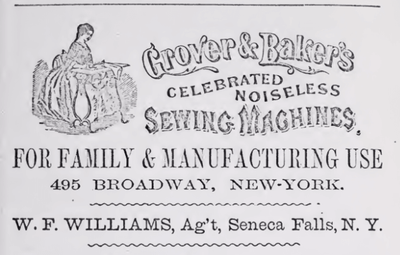 Grover & Baker's
CELEBRATED
NOISELESS
SEWING MACHINES,
FOR FAMILY & MANUFACTURING USE
495 BROADWAY, NEW-YORK.
W. F. WILLIAMS, Ag't, Seneca Falls, N. Y.